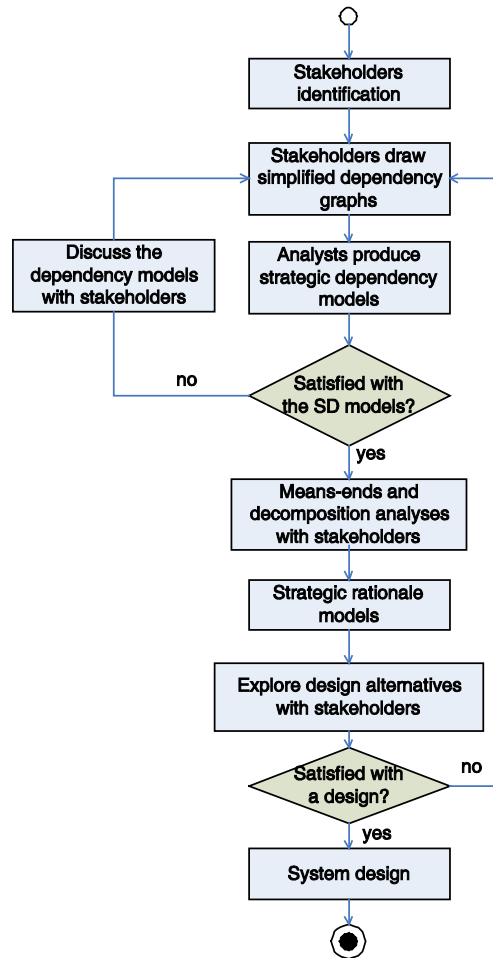 Stakeholders
identification
Stakeholders draw
simplified dependency
graphs
Discuss the
dependency models
with stakeholders
Analysts produce
strategic dependency
models
no
Satisfied with
the SD models?
yes
Means-ends and
decomposition analyses
with stakeholders
Strategic rationale
models
Explore design alternatives
with stakeholders
Satisfied with
a design?
no
yes
System design